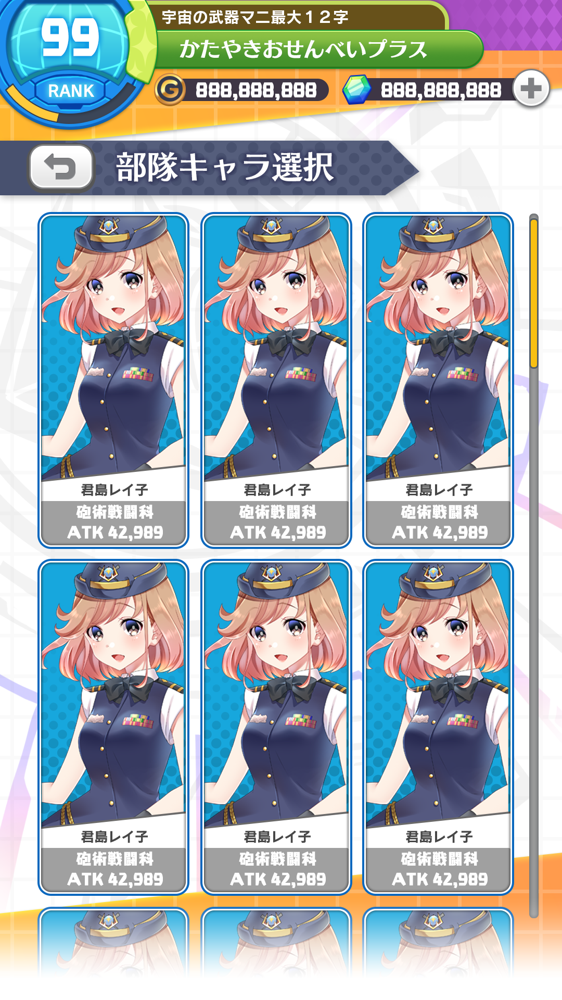 99
RANK
宇宙の武器マニ最大１２字
かたやきおせんべいプラス
G 888,888,888
888,888,888
部隊キャラ選択
君島レイ子
砲術戦闘科
ATK 42,989
君島レイ子
砲術戦闘科
ATK 42,989
君島レイ子
砲術戦闘科
ATK 42,989
君島レイ子
砲術戦闘科
ATK 42,989
君島レイ子
砲術戦闘科
ATK 42,989
君島レイ子
砲術戦闘科
ATK 42,989